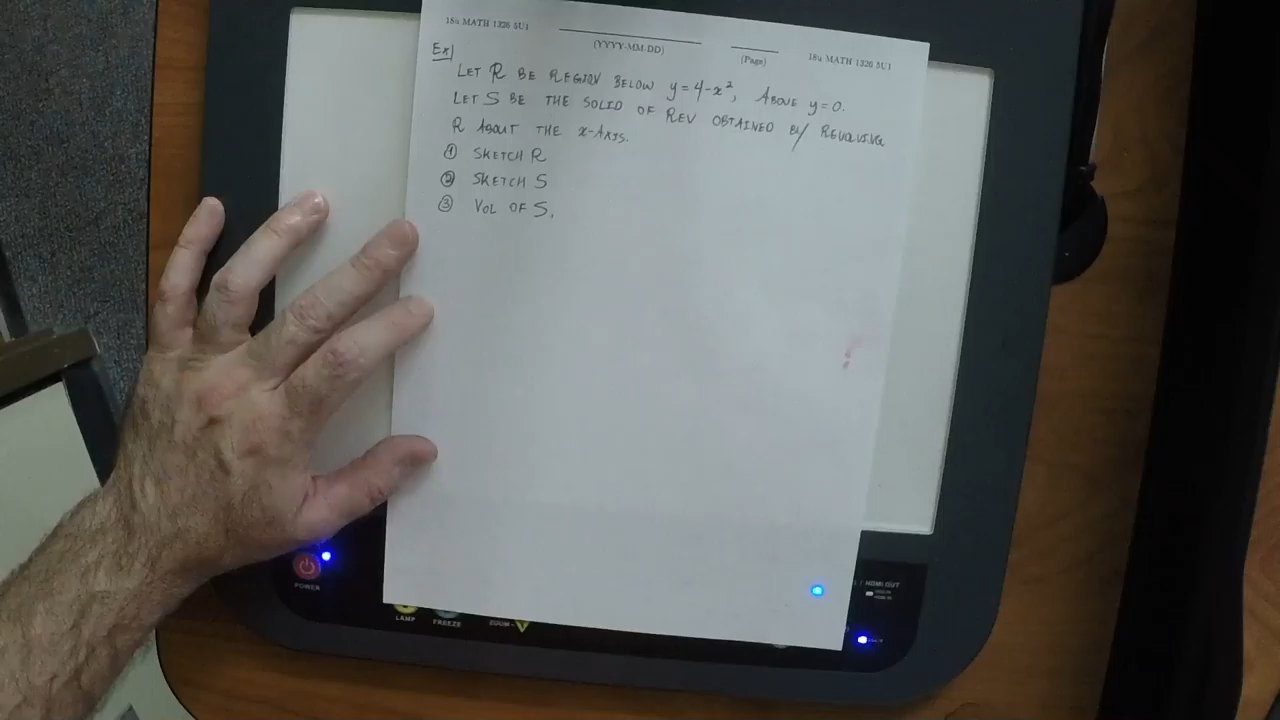 18u MATH 1326 5U1
(YYYY-MM-DD)
(Page)
18u MATH 1326 5U1
Ex)
LET R BE REGION BELOW y=4-x², ABOVE y=0.
LET S BE THE SOLID OF REV OBTAINED BY REVOLVING
R ABOUT THE x-AXIS.
① SKETCH R
② SKETCH S
③ VOL OF S.
POWER
LAMP
FREEZE
ZOOM-
HDMI OUT